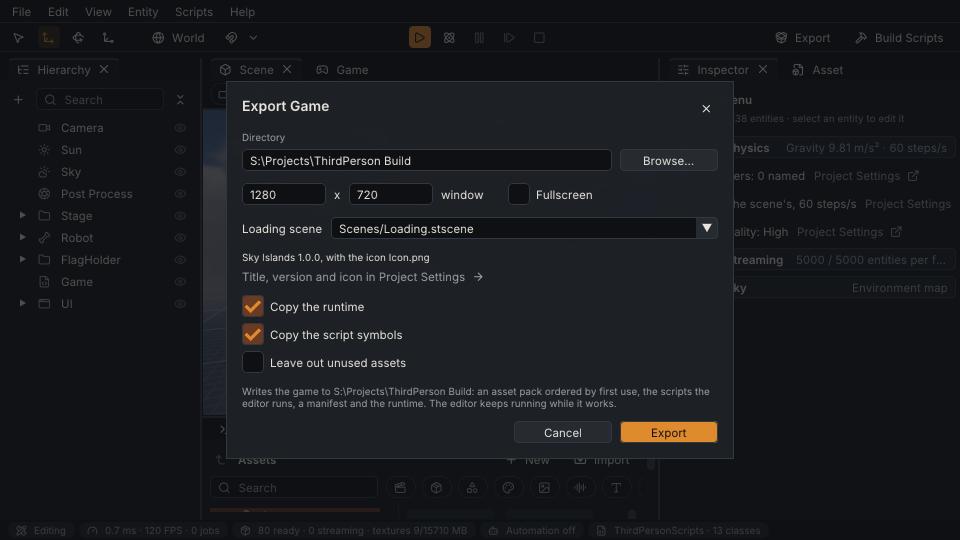 File Edit View Entity Scripts Help
World
Export Build Scripts
Hierarchy
Scene Game
Inspector Asset
Search
Camera
Sun
Sky
Post Process
Stage
Robot
FlagHolder
Game
UI
Export Game
Directory
S:\Projects\ThirdPerson Build
Browse...
1280 x 720 window Fullscreen
Loading scene Scenes/Loading.stscene
Sky Islands 1.0.0, with the icon Icon.png
Title, version and icon in Project Settings →
Copy the runtime
Copy the script symbols
Leave out unused assets
Writes the game to S:\Projects\ThirdPerson Build: an asset pack ordered by first use, the scripts the
editor runs, a manifest and the runtime. The editor keeps running while it works.
Cancel Export
enu
38 entities · select an entity to edit it
hysics Gravity 9.81 m/s² · 60 steps/s
ers: 0 named Project Settings
he scene's, 60 steps/s Project Settings
ality: High Project Settings
treaming 5000 / 5000 entities per f...
ky Environment map
Assets
New Import
Search
Editing
0.7 ms · 120 FPS · 0 jobs
80 ready · 0 streaming · textures 9/15710 MB
Automation off
ThirdPersonScripts · 13 classes